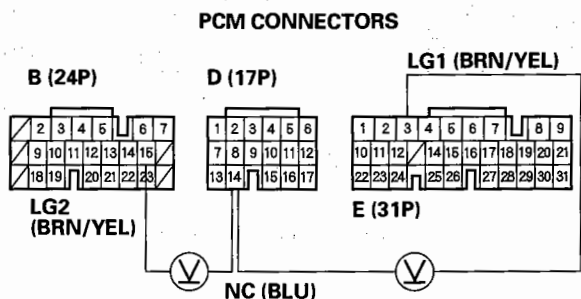 PCM CONNECTORS
B (24P)
D (17P)
LG1 (BRN/YEL)
2 3 4 5 6 7
9 10 11 12 13 14 15
18 19 20 21 22 23
1 2 3 4 5 6
7 8 9 10 11 12
13 14 15 16 17
1 2 3 4 5 6 7 8 9
10 11 12 14 15 16 17 18 19 20 21
22 23 24 25 26 27 28 29 30 31
LG2
(BRN/YEL)
E (31P)
V
V
NC (BLU)